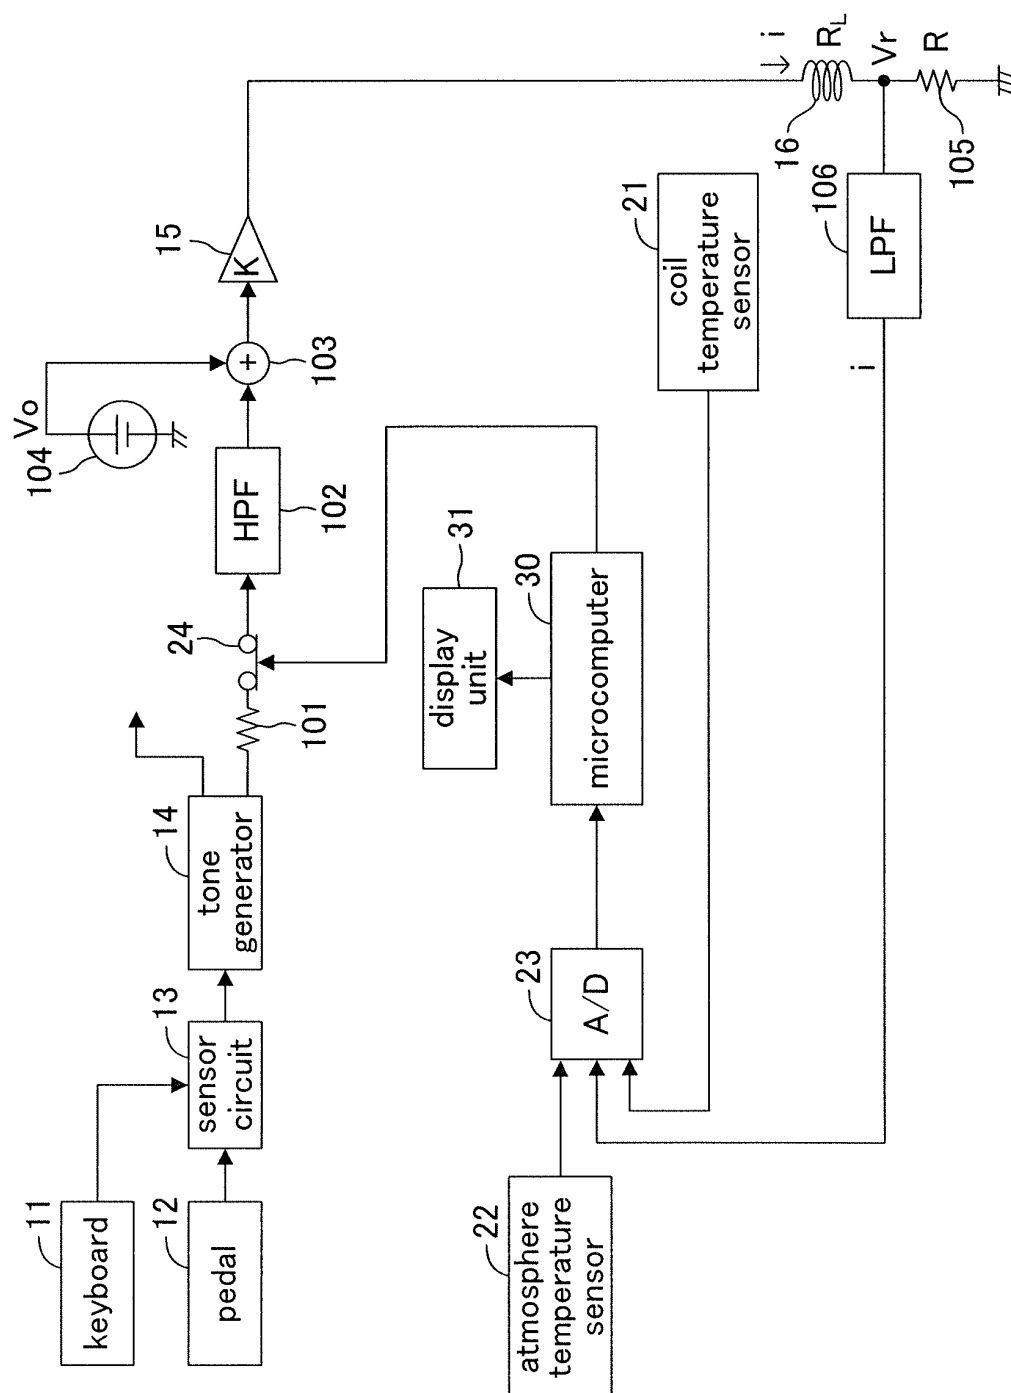 11
keyboard
12
pedal
13
sensor
circuit
14
tone
generator
101
24
HPF
102
Vo
104
+
103
15
K
i
16
RL
Vr
R
105
106
LPF
i
21
coil
temperature
sensor
31
display
unit
30
microcomputer
23
A/D
22
atmosphere
temperature
sensor